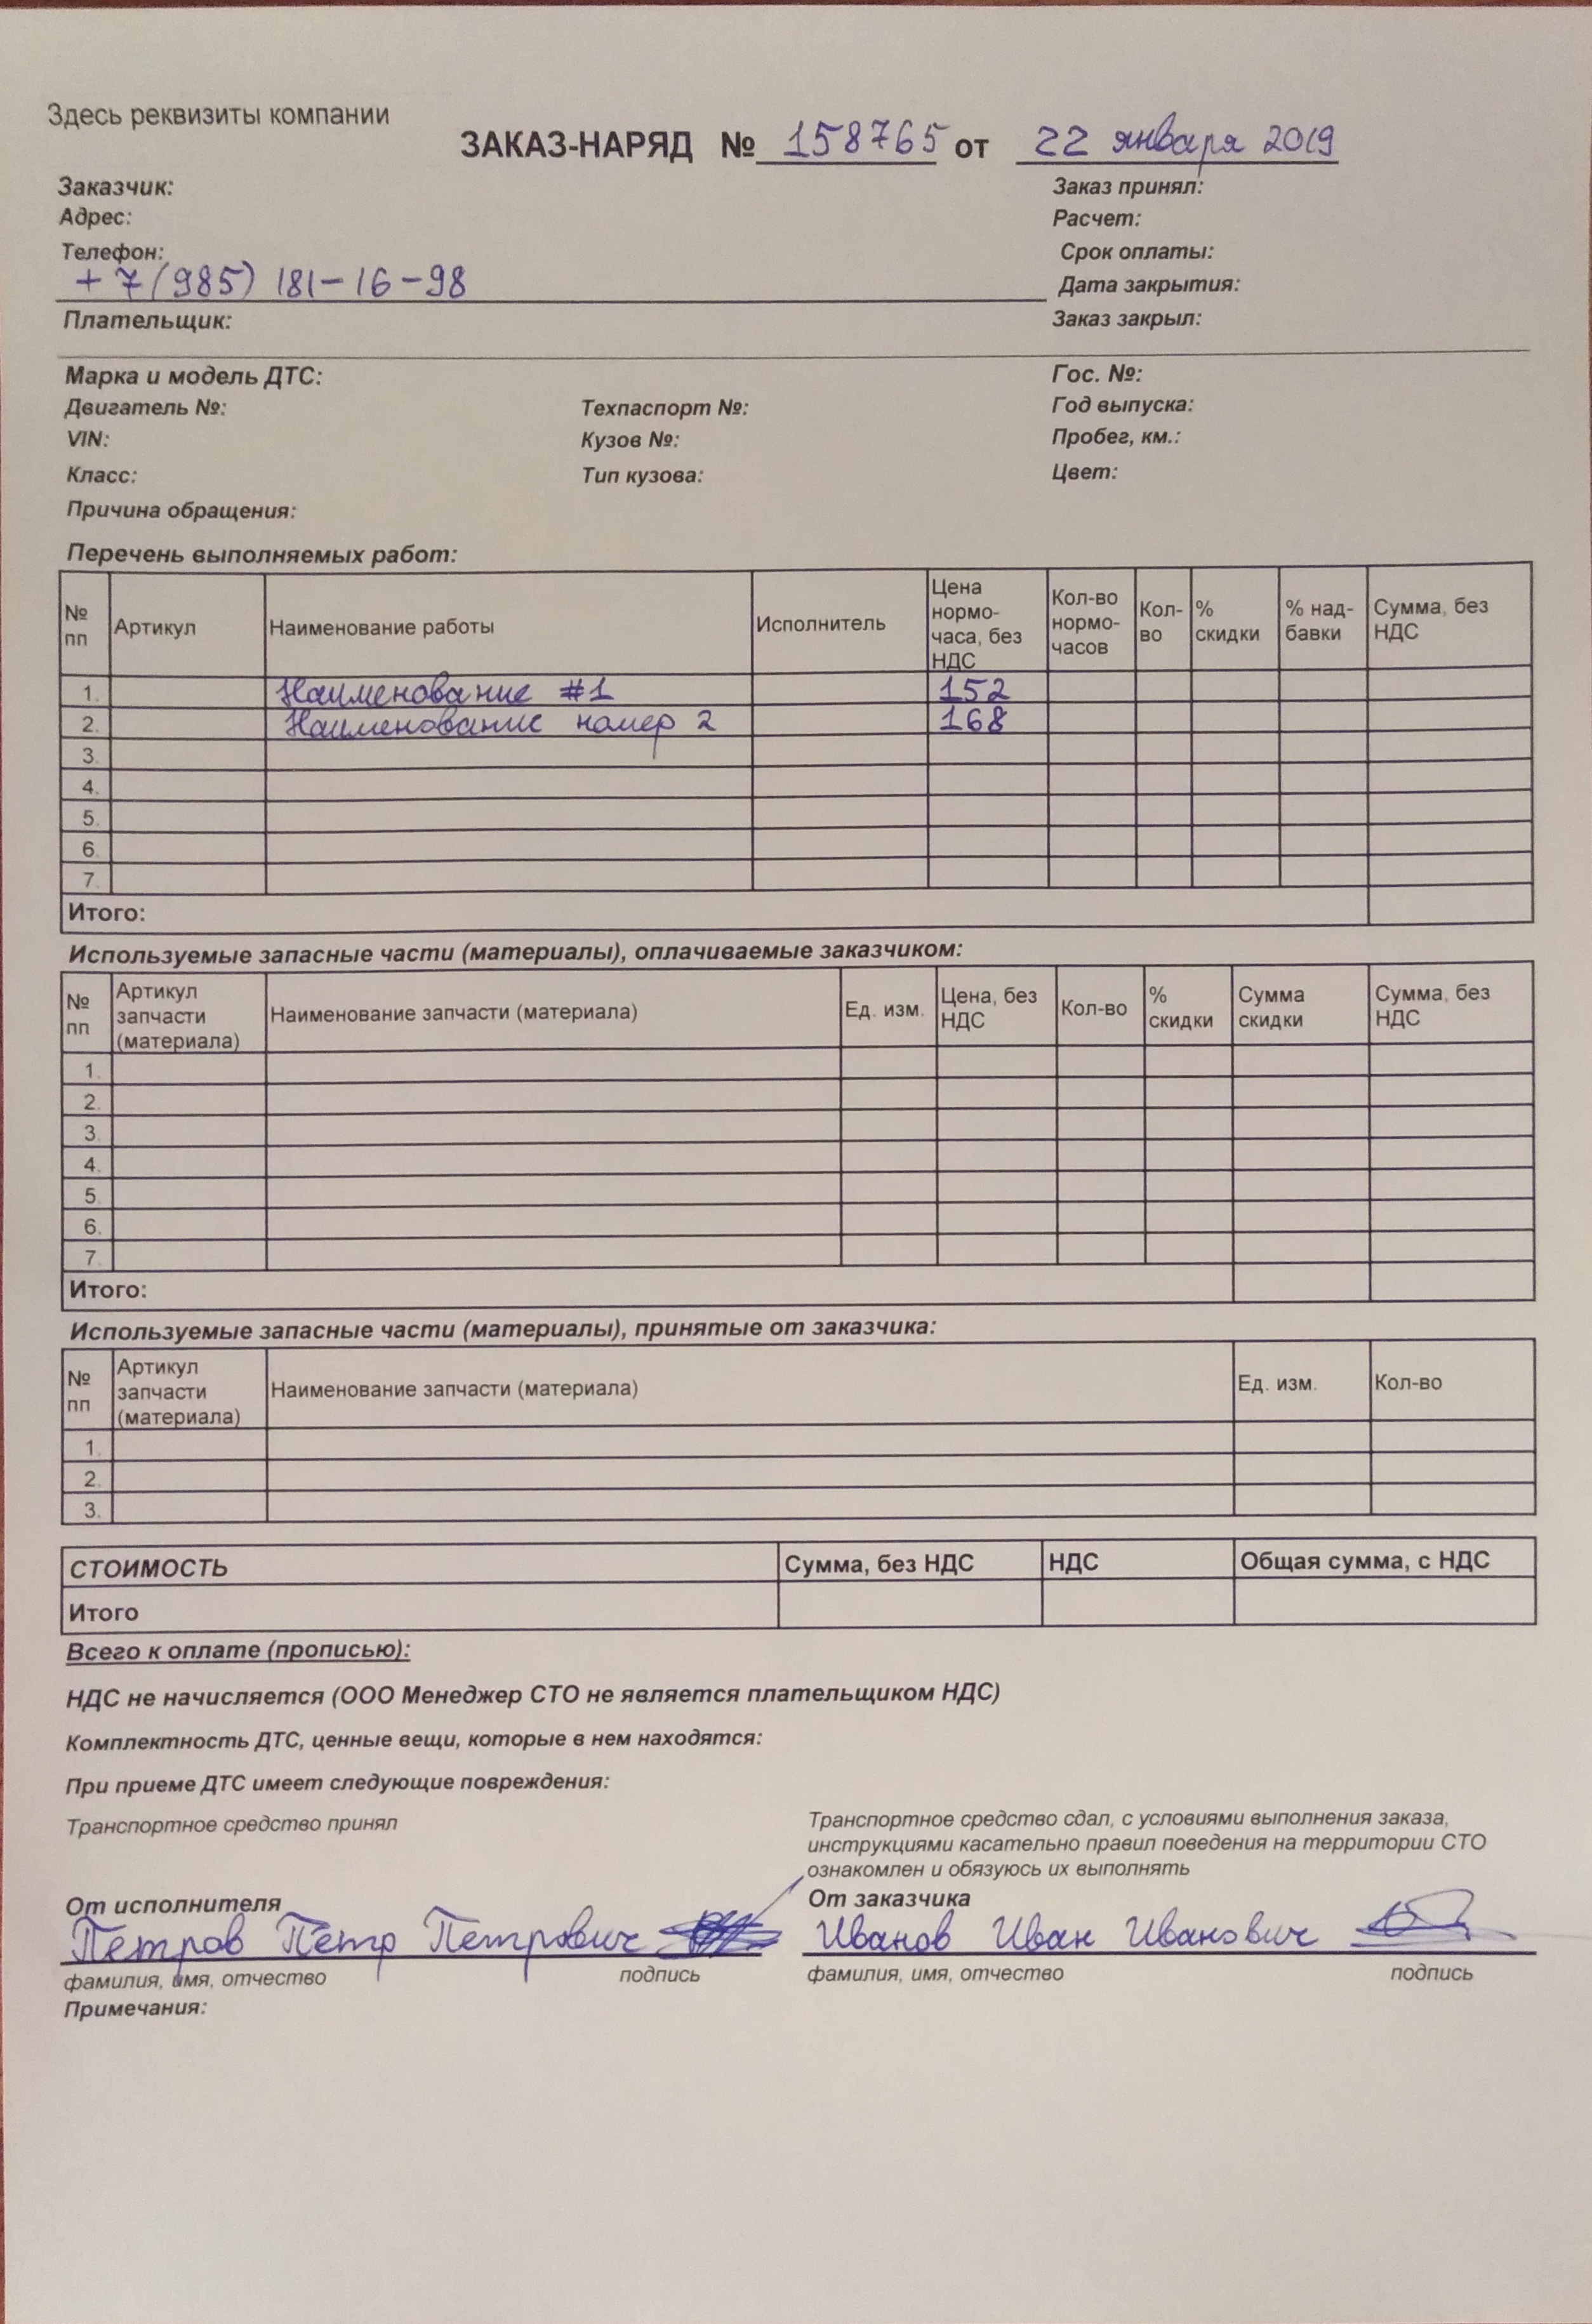 Здесь реквизиты компании
ЗАКАЗ-НАРЯД № 158765 от 22 января 2019
Заказчик: Заказ принял:
Адрес: Расчет:
Телефон: Срок оплаты:
+7(985) 181-16-98 Дата закрытия:
Плательщик: Заказ закрыл:
Марка и модель ДТС: Гос. №:
Двигатель №: Техпаспорт №: Год выпуска:
VIN: Кузов №: Пробег, км.:
Класс: Тип кузова: Цвет:
Причина обращения:
Перечень выполняемых работ:
№ пп Артикул Наименование работы Исполнитель Цена нормо-часа, без НДС Кол-во нормо-часов Кол-во % скидки % над-бавки Сумма, без НДС
1. Наименование #1 152
2. Наименование номер 2 168
3.
4.
5.
6.
7.
Итого:
Используемые запасные части (материалы), оплачиваемые заказчиком:
№ пп Артикул запчасти (материала) Наименование запчасти (материала) Ед. изм. Цена, без НДС Кол-во % скидки Сумма скидки Сумма, без НДС
1.
2.
3.
4.
5.
6.
7.
Итого:
Используемые запасные части (материалы), принятые от заказчика:
№ пп Артикул запчасти (материала) Наименование запчасти (материала) Ед. изм. Кол-во
1.
2.
3.
СТОИМОСТЬ Сумма, без НДС НДС Общая сумма, с НДС
Итого
Всего к оплате (прописью):
НДС не начисляется (ООО Менеджер СТО не является плательщиком НДС)
Комплектность ДТС, ценные вещи, которые в нем находятся:
При приеме ДТС имеет следующие повреждения:
Транспортное средство принял
Транспортное средство сдал, с условиями выполнения заказа,
инструкциями касательно правил поведения на территории СТО
ознакомлен и обязуюсь их выполнять
От исполнителя От заказчика
Петров Петр Петрович Иванов Иван Иванович
фамилия, имя, отчество подпись фамилия, имя, отчество подпись
Примечания: